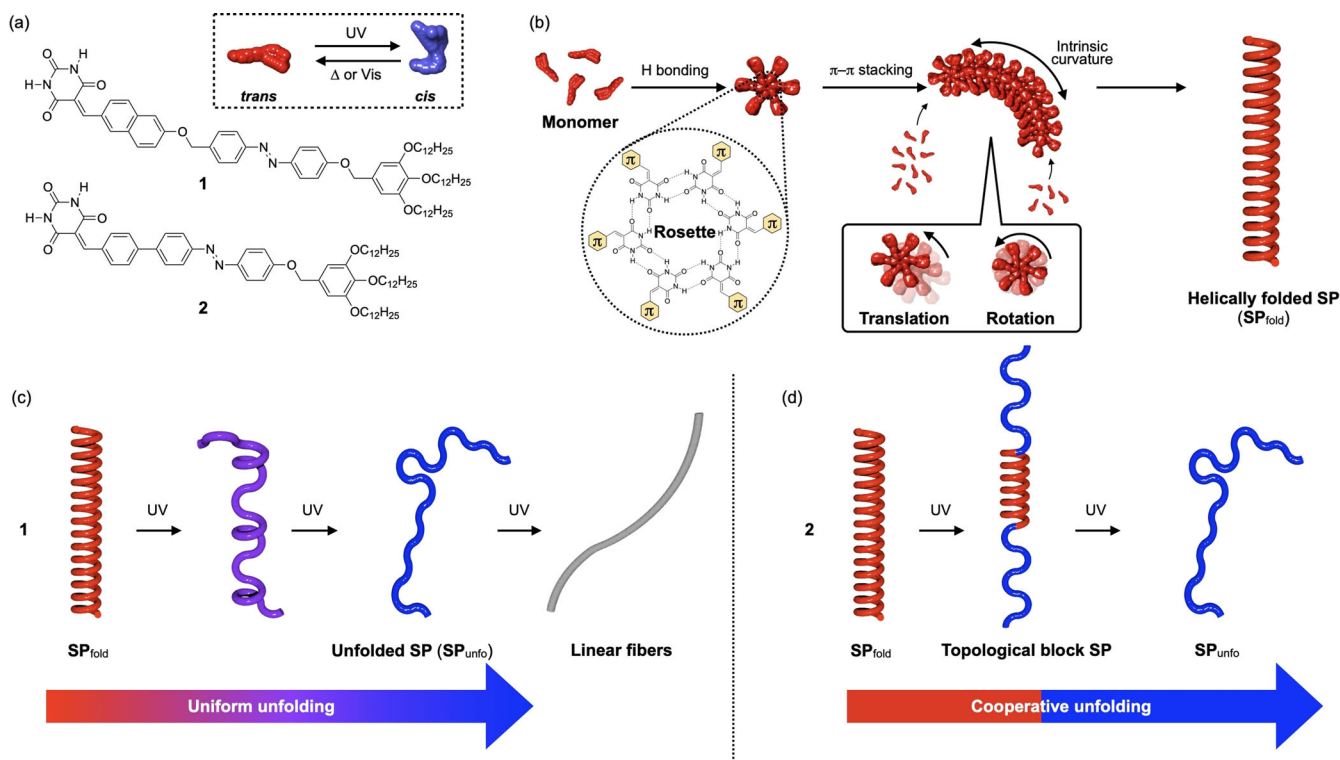 (a)
UV
Δ or Vis
trans
cis
H
O
N
O
N
H
O
O
N
N
O
OC12H25
OC12H25
OC12H25
1
H
O
N
O
N
H
O
N
N
O
OC12H25
OC12H25
OC12H25
2
(b)
Monomer
H bonding
π–π stacking
Intrinsic
curvature
Rosette
π
π
π
π
π
π
Translation
Rotation
Helically folded SP
(SPfold)
(c)
1
UV
UV
UV
SPfold
Unfolded SP (SPunfo)
Linear fibers
Uniform unfolding
(d)
2
UV
UV
SPfold
Topological block SP
SPunfo
Cooperative unfolding